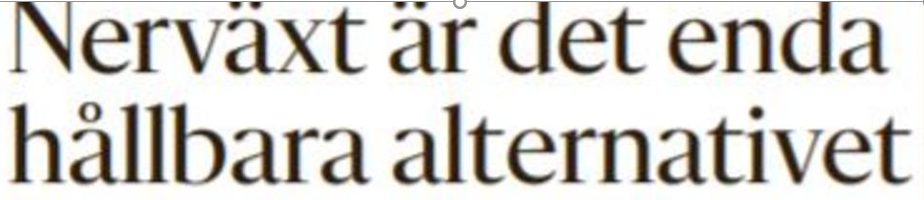 Nerväxt är det enda
hållbara alternativet